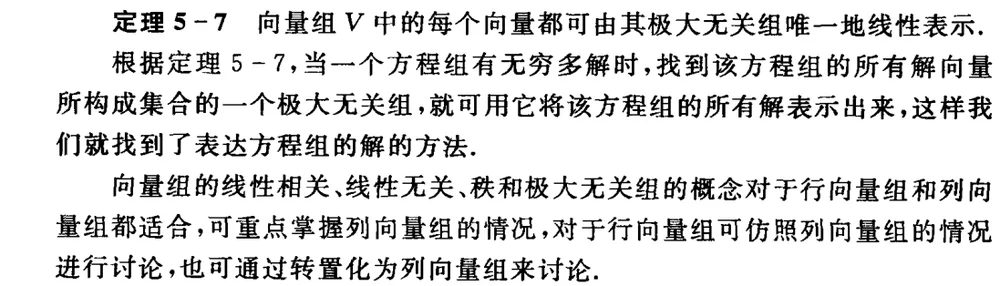 定理5-7 向量组V中的每个向量都可由其极大无关组唯一地线性表示.
根据定理5-7,当一个方程组有无穷多解时,找到该方程组的所有解向量
所构成集合的一个极大无关组,就可用它将该方程组的所有解表示出来,这样我
们就找到了表达方程组的解的方法.
向量组的线性相关、线性无关、秩和极大无关组的概念对于行向量组和列向
量组都适合,可重点掌握列向量组的情况,对于行向量组可仿照列向量组的情况
进行讨论,也可通过转置化为列向量组来讨论.